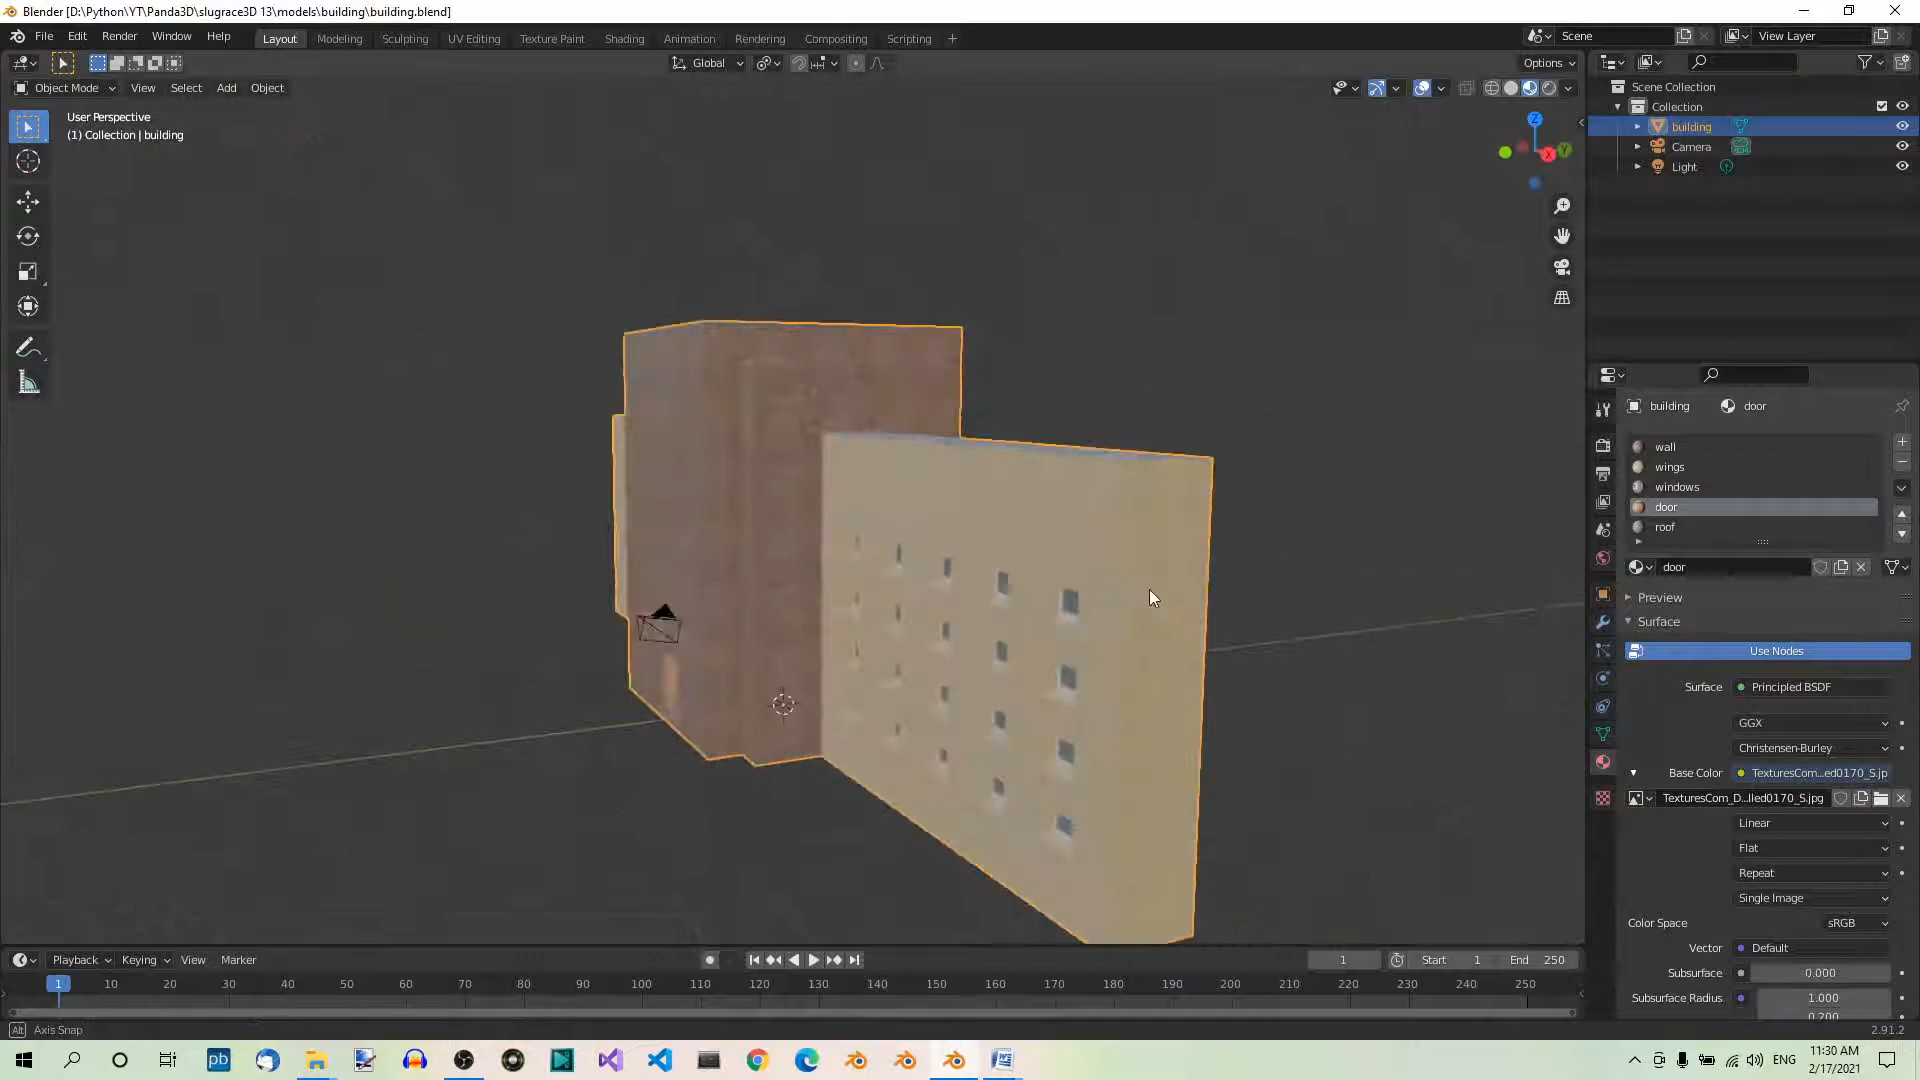 Blender [D:\Python\YT\Panda3D\slugrace3D 13\models\building\building.blend]
File Edit Render Window Help
Layout Modeling Sculpting UV Editing Texture Paint Shading Animation Rendering Compositing Scripting
Scene
View Layer
Global
Options
Object Mode View Select Add Object
User Perspective
(1) Collection | building
Z
X
Y
Scene Collection
Collection
building
Camera
Light
building door
wall
wings
windows
door
roof
door
Preview
Surface
Use Nodes
Surface Principled BSDF
GGX
Christensen-Burley
Base Color TexturesCom...ed0170_S.jp
TexturesCom_D...lled0170_S.jpg
Linear
Flat
Repeat
Single Image
Color Space sRGB
Vector Default
Subsurface 0.000
Subsurface Radius 1.000
0.200
Playback Keying View Marker
1 Start 1 End 250
1 10 20 30 40 50 60 70 80 90 100 110 120 130 140 150 160 170 180 190 200 210 220 230 240 250
Alt Axis Snap
2.91.2
pb
ENG
11:30 AM
2/17/2021